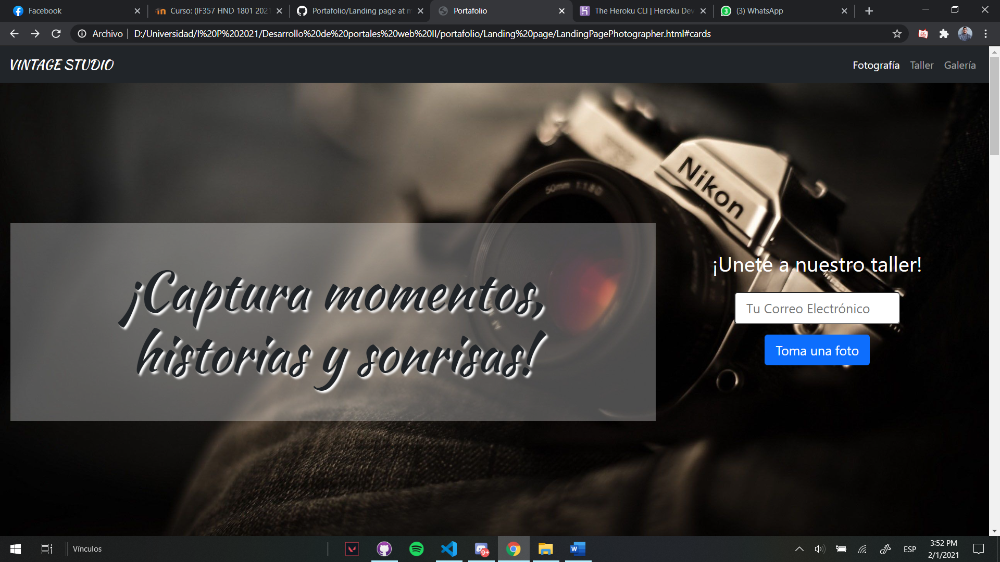 Facebook
Curso: (IF357 HND 1801 2021
Portafolio/Landing page at m
Portafolio
The Heroku CLI | Heroku Dev
(3) WhatsApp
Archivo
D:/Universidad/I%20P%202021/Desarrollo%20de%20portales%20web%20II/portafolio/Landing%20page/LandingPagePhotographer.html#cards
VINTAGE STUDIO
Fotografía
Taller
Galería
Nikon
50mm 1:1.8
¡Captura momentos,
historias y sonrisas!
¡Unete a nuestro taller!
Tu Correo Electrónico
Toma una foto
Vínculos
9+
ESP
3:52 PM
2/1/2021